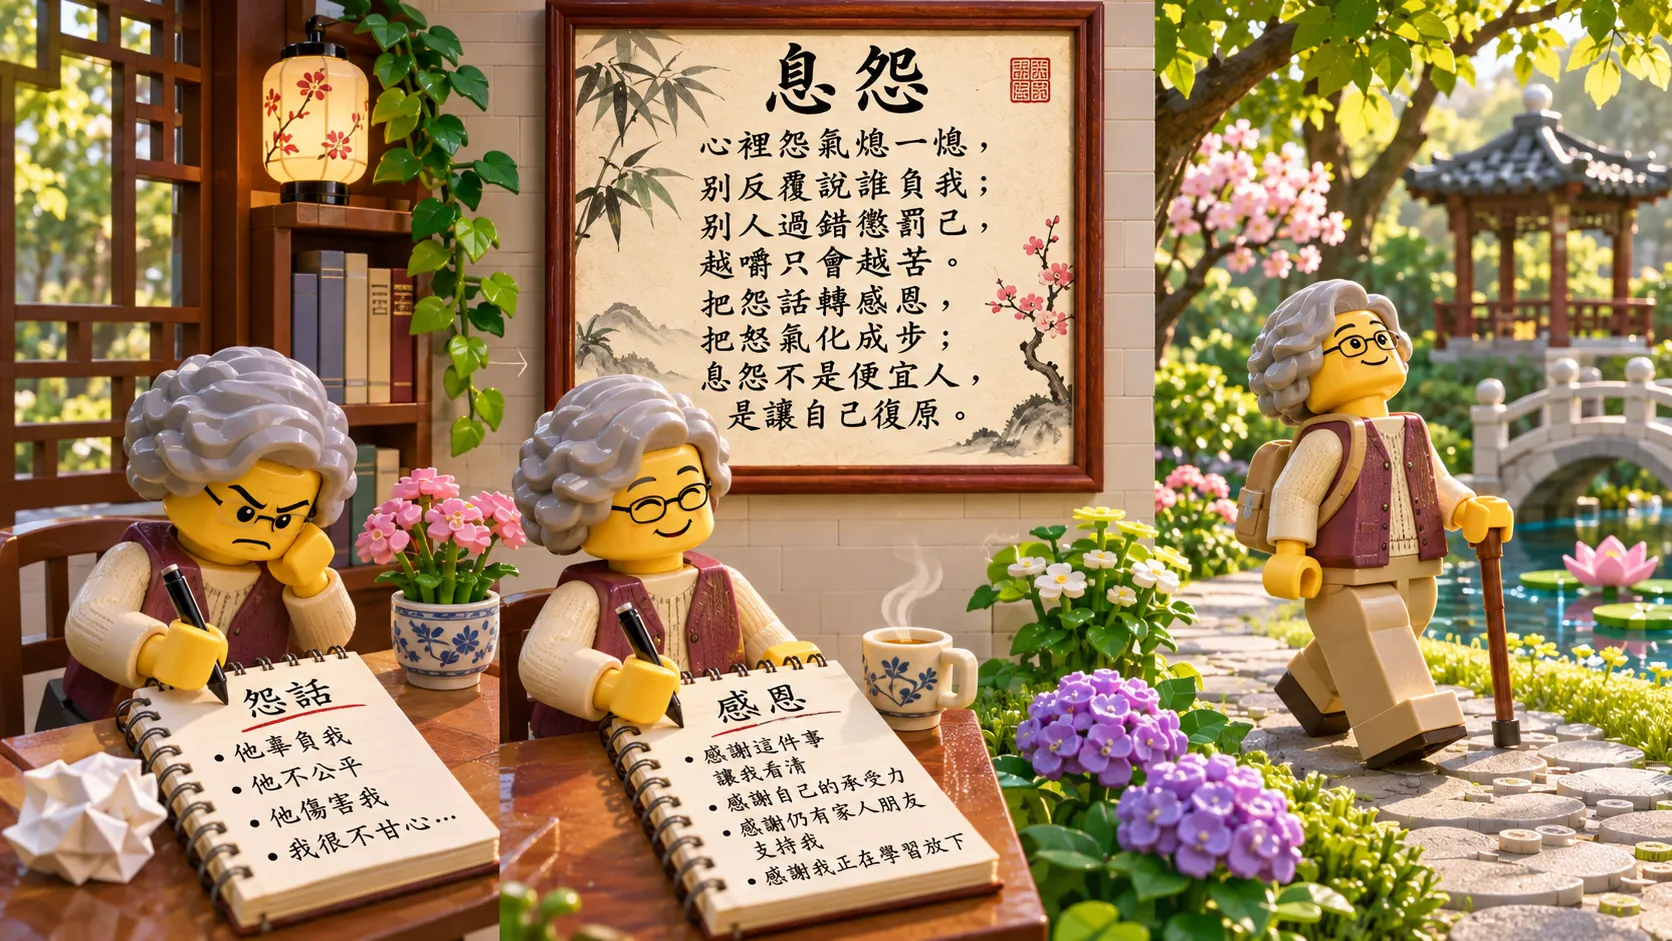 息怨
心裡怨氣熄一熄，
別反覆說誰負我；
別人過錯懲罰己，
越嚼只會越苦。
把怨話轉感恩，
把怒氣化成步；
息怨不是便宜人，
是讓自己復原。
怨話
• 他辜負我
• 他不公平
• 他傷害我
• 我很不甘心…
感恩
• 感謝這件事
讓我看清
• 感謝自己的承受力
• 感謝仍有家人朋友
支持我
• 感謝我正在學習放下